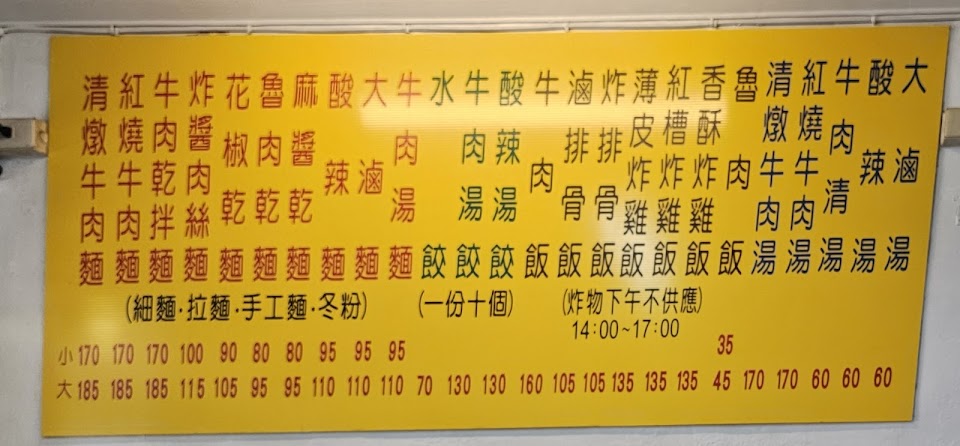 清燉牛肉麵
紅燒牛肉麵
牛肉乾拌麵
炸醬肉絲麵
花椒乾麵
魯肉乾麵
麻醬乾麵
酸辣麵
大滷麵
牛肉湯麵
水餃
牛肉湯餃
酸辣湯餃
牛肉飯
滷排骨飯
炸排骨飯
薄皮炸雞飯
紅槽炸雞飯
香酥炸雞飯
魯肉飯
清燉牛肉湯
紅燒牛肉湯
牛肉清湯
酸辣湯
大滷湯
(細麵·拉麵·手工麵·冬粉)
(一份十個)
(炸物下午不供應)
14:00~17:00
小 170 170 170 100 90 80 80 95 95 95 35
大 185 185 185 115 105 95 95 110 110 110 70 130 130 160 105 105 135 135 135 45 170 170 60 60 60